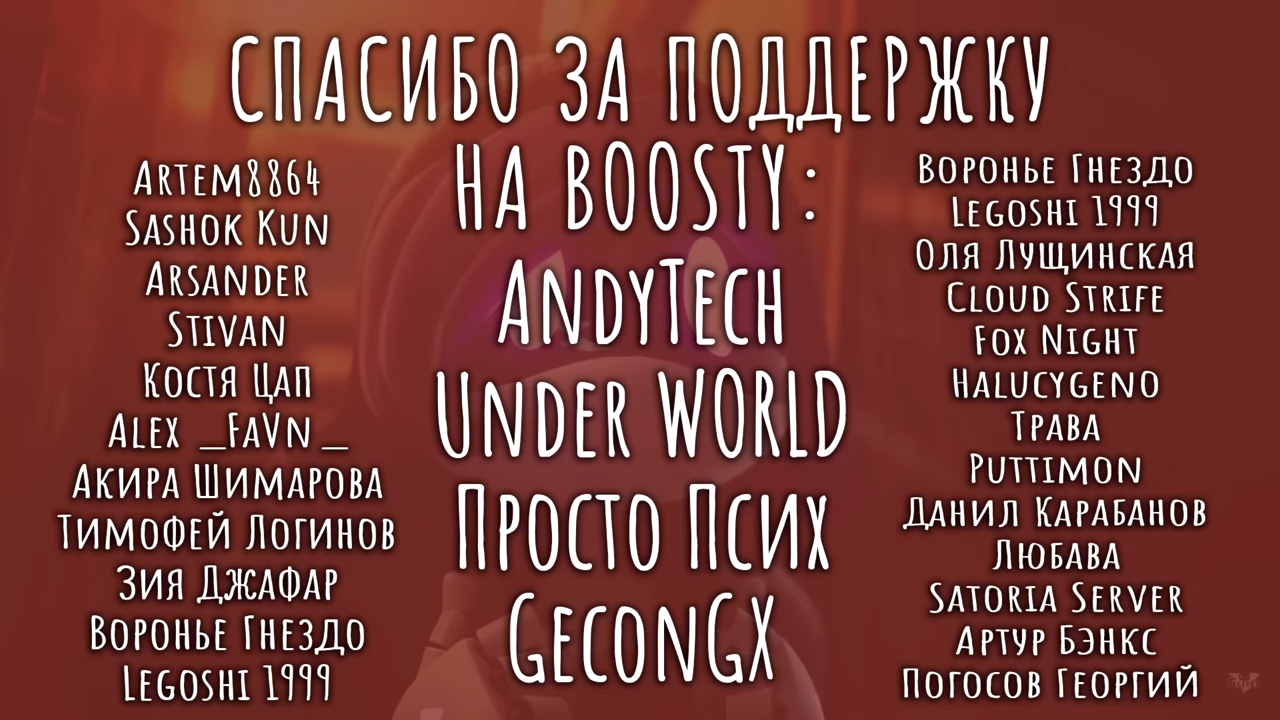 СПАСИБО ЗА ПОДДЕРЖКУ
НА BOOSTY:
AndyTech
Under WORLD
Просто Псих
GeconGX
Artem8864
Sashok Kun
Arsander
Stivan
Костя Цап
Alex _FaVn_
Акира Шимарова
Тимофей Логинов
Зия Джафар
Воронье Гнездо
Legoshi 1999
Воронье Гнездо
Legoshi 1999
Оля Лущинская
Cloud Strife
Fox Night
Halucygeno
Трава
Puttimon
Данил Карабанов
Любава
Satoria Server
Артур Бэнкс
Погосов Георгий